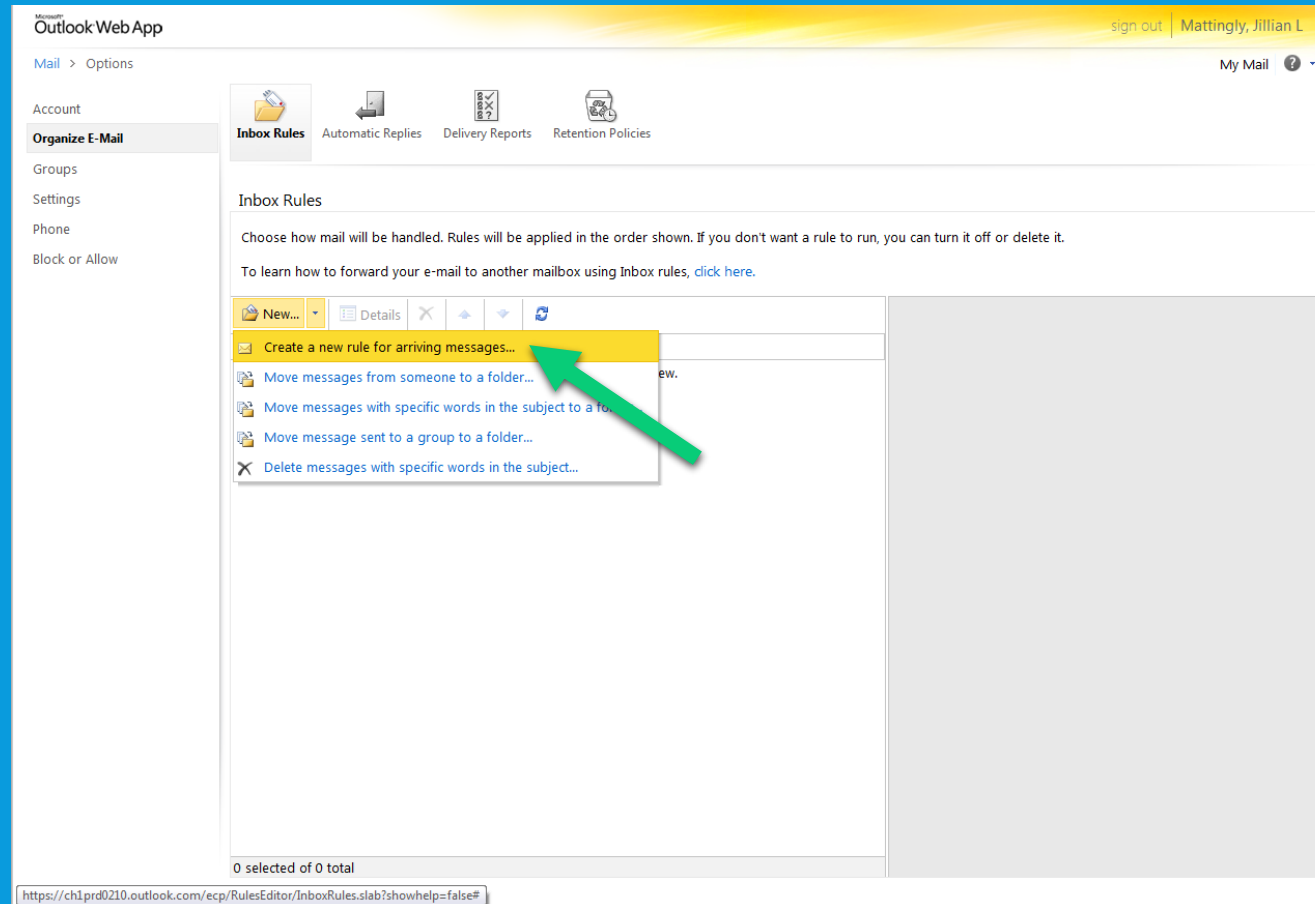 Microsoft
Outlook Web App
sign out Mattingly, Jillian L
Mail > Options
My Mail ?
Account
Organize E-Mail
Groups
Settings
Phone
Block or Allow
Inbox Rules Automatic Replies Delivery Reports Retention Policies
Inbox Rules
Choose how mail will be handled. Rules will be applied in the order shown. If you don't want a rule to run, you can turn it off or delete it.
To learn how to forward your e-mail to another mailbox using Inbox rules, click here.
New... Details
Create a new rule for arriving messages...
ew.
Move messages from someone to a folder...
Move messages with specific words in the subject to a fo
Move message sent to a group to a folder...
Delete messages with specific words in the subject...
0 selected of 0 total
https://ch1prd0210.outlook.com/ecp/RulesEditor/InboxRules.slab?showhelp=false#